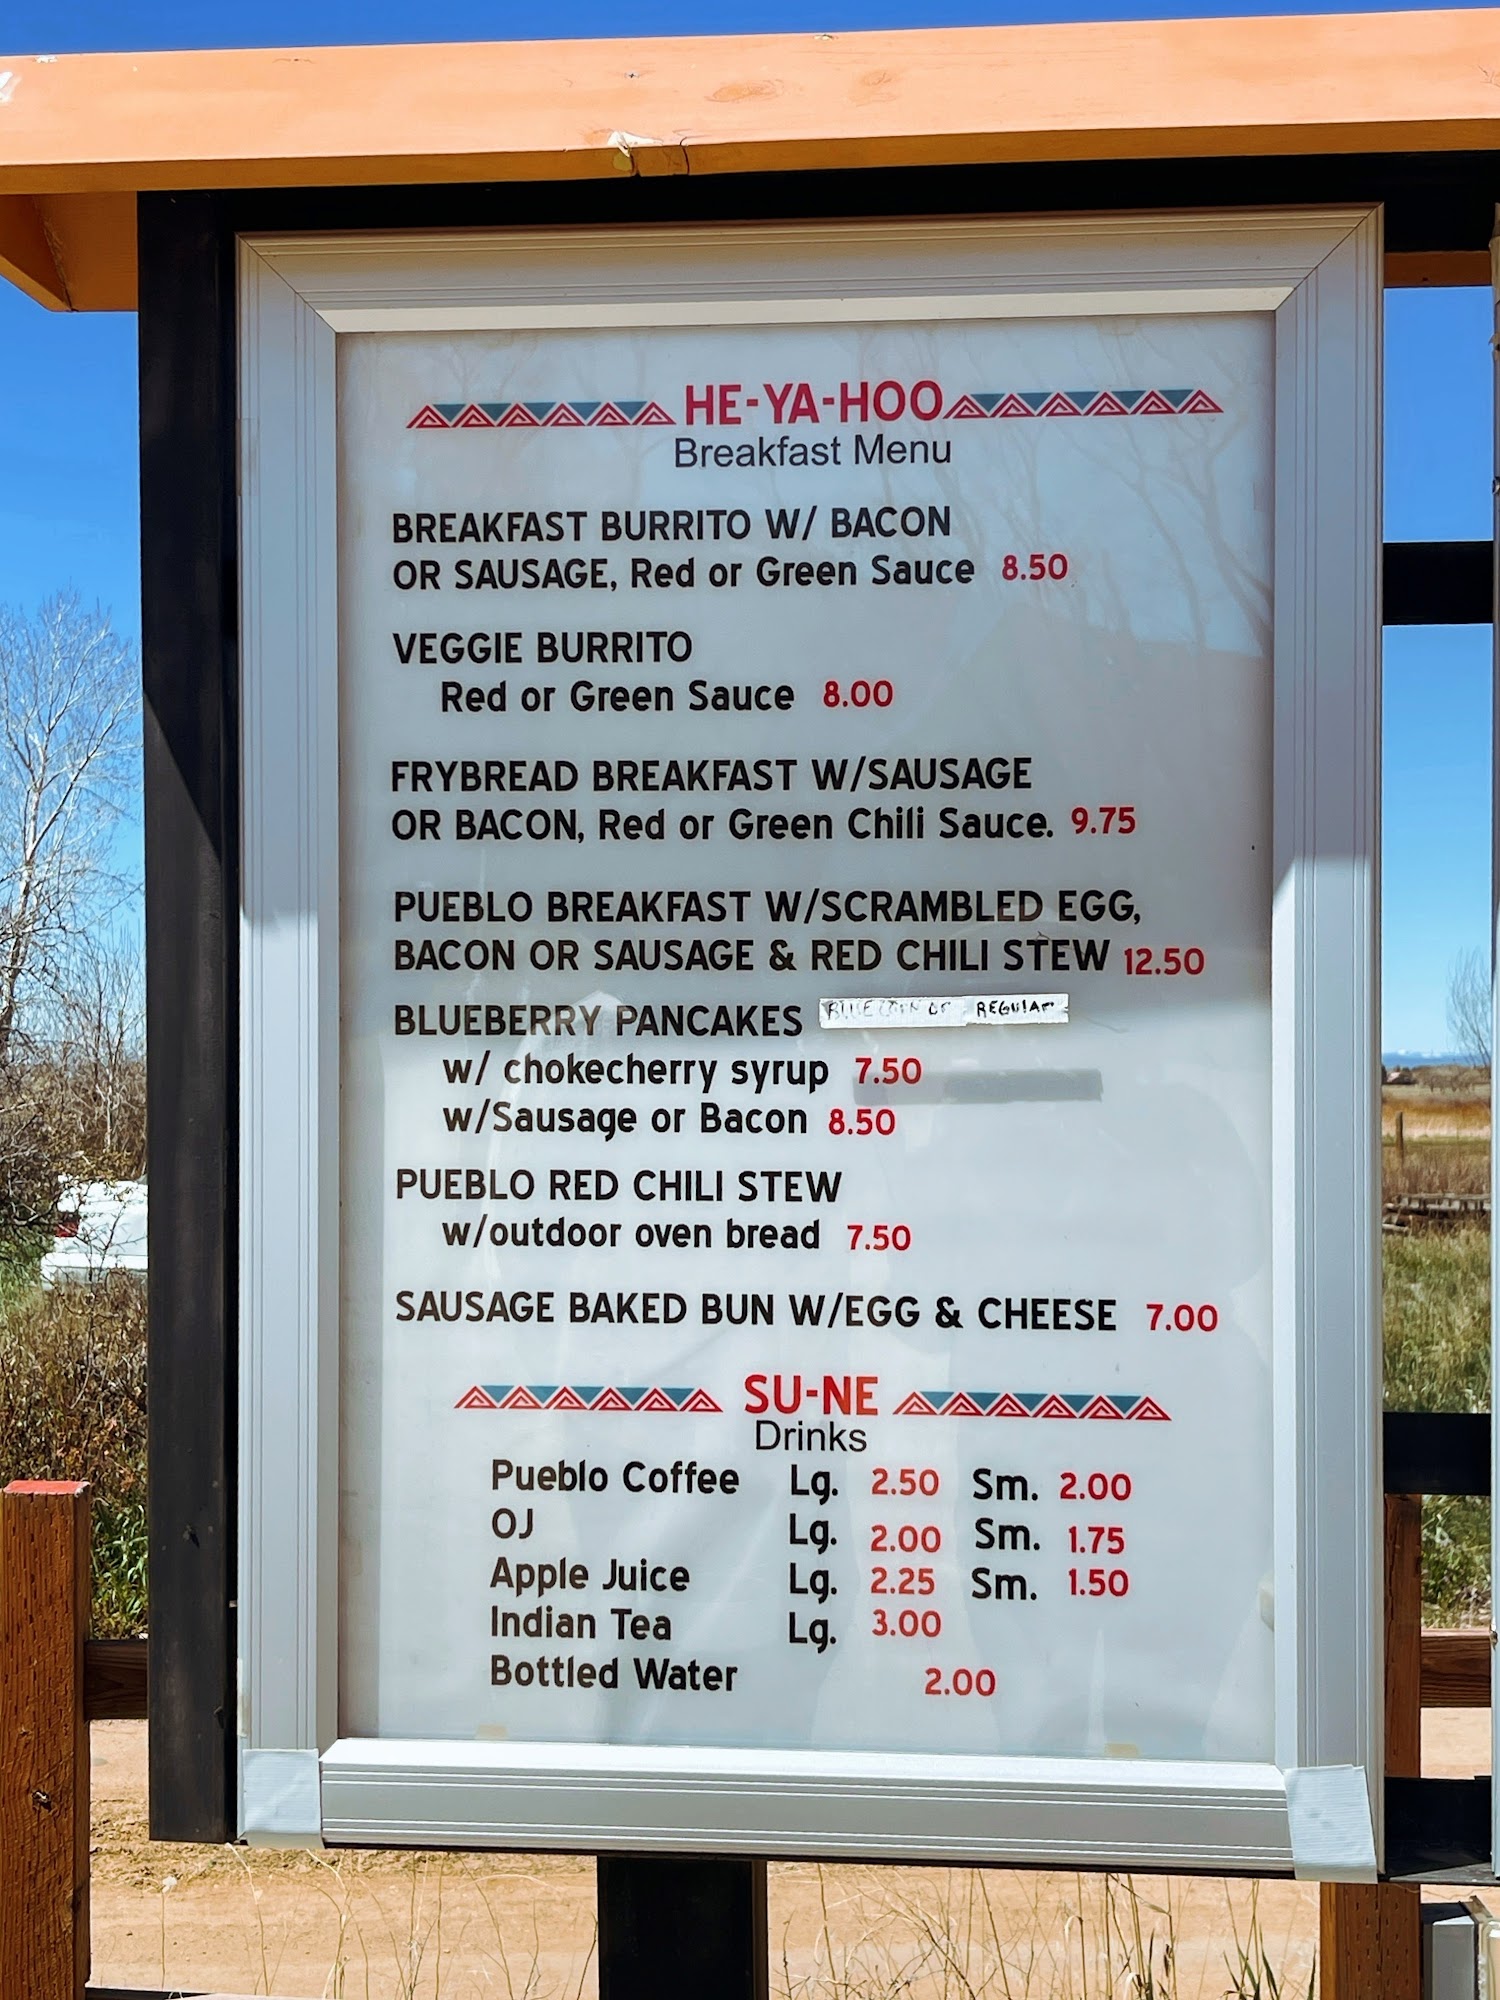 HE-YA-HOO
Breakfast Menu
BREAKFAST BURRITO W/ BACON
OR SAUSAGE, Red or Green Sauce 8.50
VEGGIE BURRITO
Red or Green Sauce 8.00
FRYBREAD BREAKFAST W/SAUSAGE
OR BACON, Red or Green Chili Sauce. 9.75
PUEBLO BREAKFAST W/SCRAMBLED EGG,
BACON OR SAUSAGE & RED CHILI STEW 12.50
BLUEBERRY PANCAKES BLUE CORN OR REGULAR
w/ chokecherry syrup 7.50
w/Sausage or Bacon 8.50
PUEBLO RED CHILI STEW
w/outdoor oven bread 7.50
SAUSAGE BAKED BUN W/EGG & CHEESE 7.00
SU-NE
Drinks
Pueblo Coffee Lg. 2.50 Sm. 2.00
OJ Lg. 2.00 Sm. 1.75
Apple Juice Lg. 2.25 Sm. 1.50
Indian Tea Lg. 3.00
Bottled Water 2.00